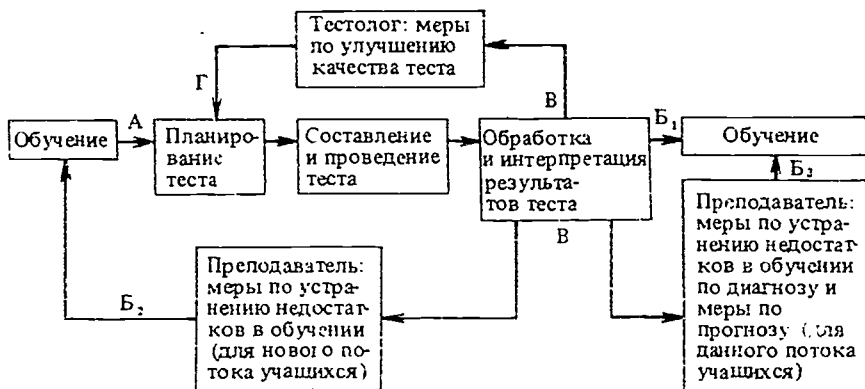 Тестолог: меры
по улучшению
качества теста
Г
В
А
Б₁
Обучение
Планиро-
вание
теста
Составление
и проведение
теста
Обработка
и интерпретация
результа-
тов теста
Обучение
В
Б₃
Б₂
Преподаватель:
меры по устра-
нению недостат-
ков в обучении
(для нового по-
тока учащихся)
Преподаватель:
меры по устра-
нению недостат-
ков в обучении
по диагнозу и
меры по
прогнозу (для
данного потока
учащихся)